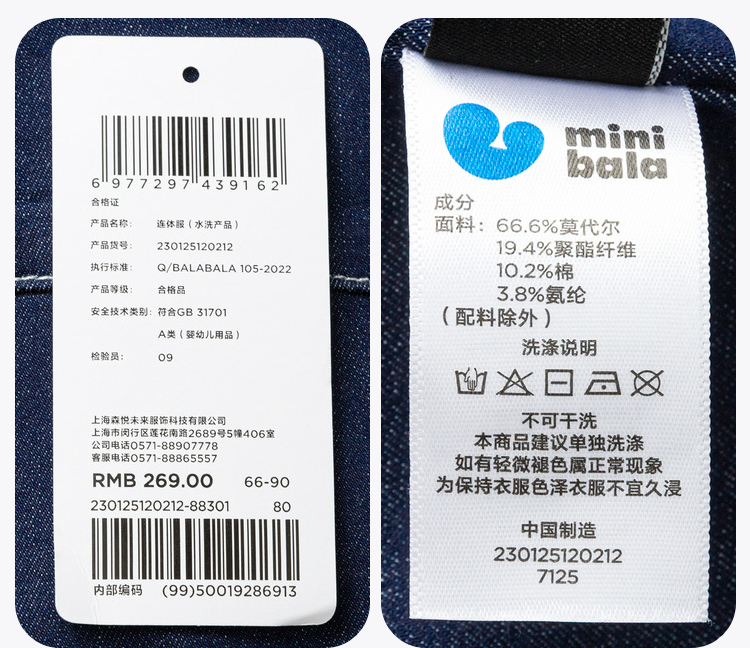 6 977297 439162
合格证
产品名称: 连体服（水洗产品）
产品货号: 230125120212
执行标准: Q/BALABALA 105-2022
产品等级: 合格品
安全技术类别: 符合GB 31701
A类（婴幼儿用品）
检验员: 09
上海森悦未来服饰科技有限公司
上海市闵行区莲花南路2689号5幢406室
公司电话0571-88907778
客服电话0571-88865557
RMB 269.00 66-90
230125120212-88301 80
内部编码 (99)50019286913
mini
bala
成分
面料: 66.6%莫代尔
19.4%聚酯纤维
10.2%棉
3.8%氨纶
（配料除外）
洗涤说明
不可干洗
本商品建议单独洗涤
如有轻微褪色属正常现象
为保持衣服色泽衣服不宜久浸
中国制造
230125120212
7125